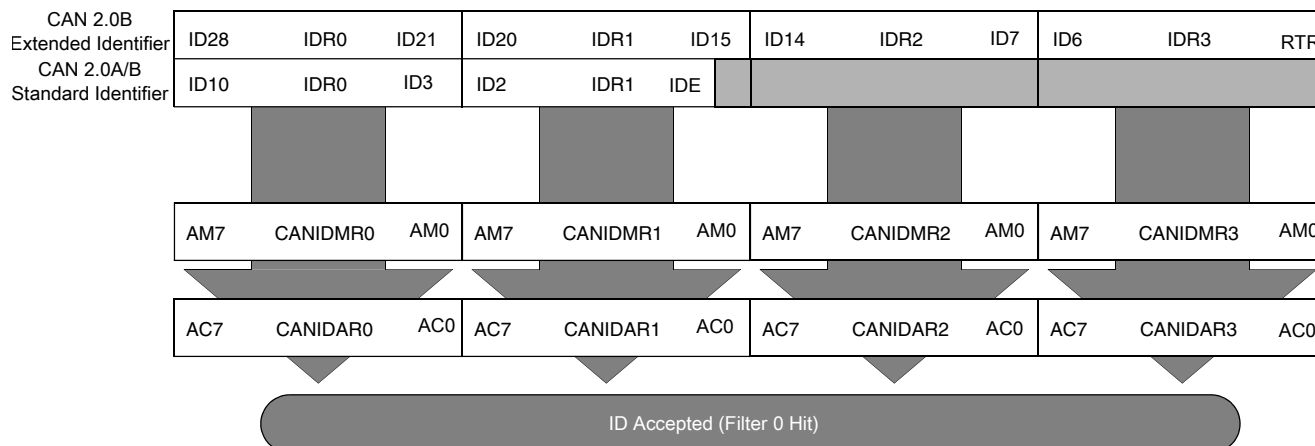 CAN 2.0B
Extended Identifier
ID28 IDR0 ID21 ID20 IDR1 ID15 ID14 IDR2 ID7 ID6 IDR3 RTR
CAN 2.0A/B
Standard Identifier
ID10 IDR0 ID3 ID2 IDR1 IDE
AM7 CANIDMR0 AM0 AM7 CANIDMR1 AM0 AM7 CANIDMR2 AM0 AM7 CANIDMR3 AM0
AC7 CANIDAR0 AC0 AC7 CANIDAR1 AC0 AC7 CANIDAR2 AC0 AC7 CANIDAR3 AC0
ID Accepted (Filter 0 Hit)